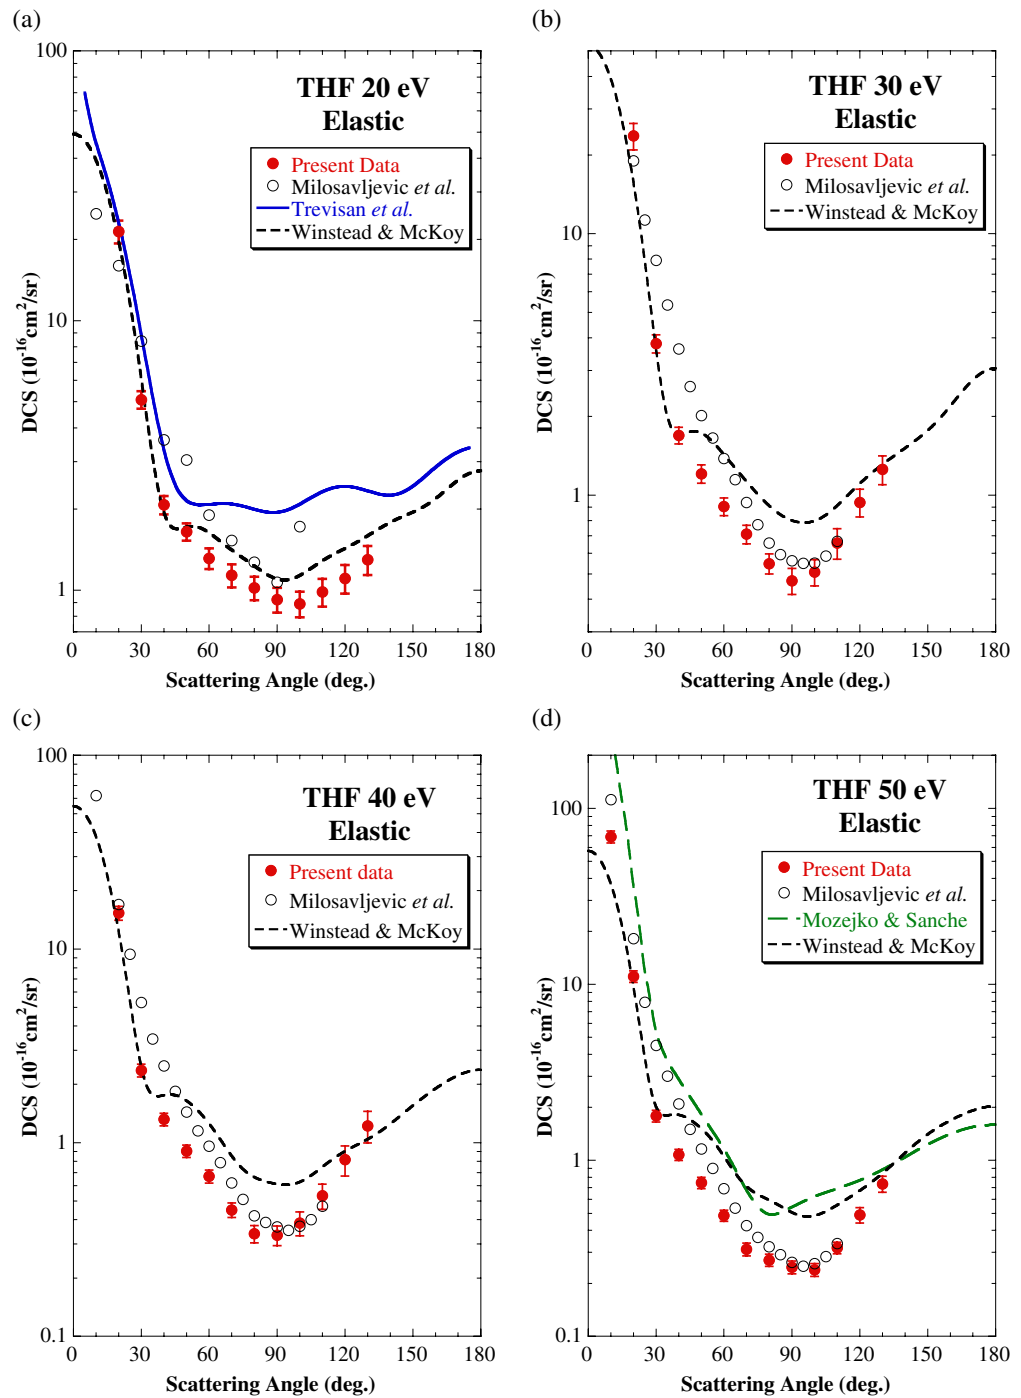 (a)
THF 20 eV
Elastic
Present Data
Milosavljevic et al.
Trevisan et al.
Winstead & McKoy
100
10
1
DCS (10⁻¹⁶cm²/sr)
0 30 60 90 120 150 180
Scattering Angle (deg.)
(b)
THF 30 eV
Elastic
Present Data
Milosavljevic et al.
Winstead & McKoy
10
1
DCS (10⁻¹⁶cm²/sr)
0 30 60 90 120 150 180
Scattering Angle (deg.)
(c)
THF 40 eV
Elastic
Present data
Milosavljevic et al.
Winstead & McKoy
100
10
1
0.1
DCS (10⁻¹⁶cm²/sr)
0 30 60 90 120 150 180
Scattering Angle (deg.)
(d)
THF 50 eV
Elastic
Present Data
Milosavljevic et al.
Mozejko & Sanche
Winstead & McKoy
100
10
1
0.1
DCS (10⁻¹⁶cm²/sr)
0 30 60 90 120 150 180
Scattering Angle (deg.)